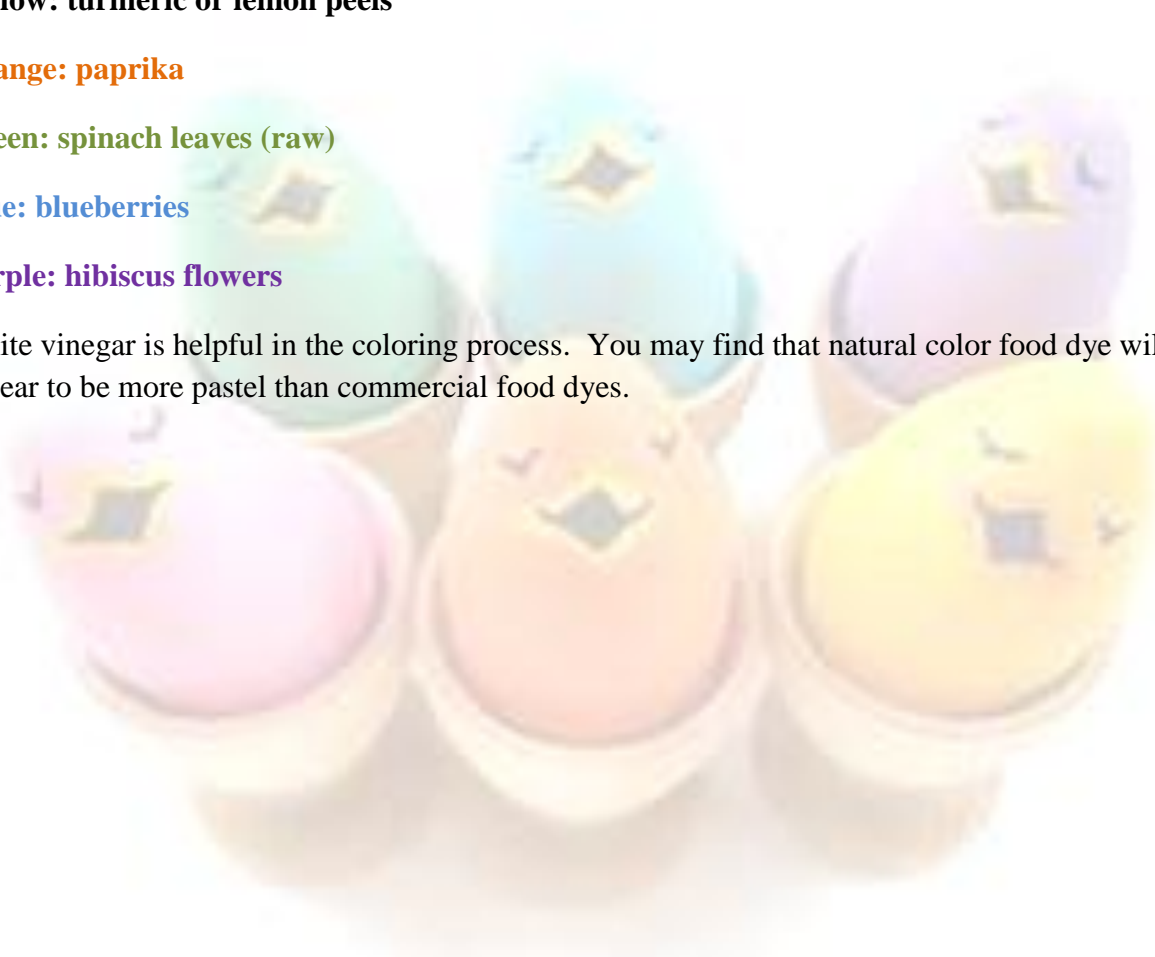 low: turmeric or lemon peels
ange: paprika
een: spinach leaves (raw)
e: blueberries
rple: hibiscus flowers
ite vinegar is helpful in the coloring process. You may find that natural color food dye wil
ear to be more pastel than commercial food dyes.